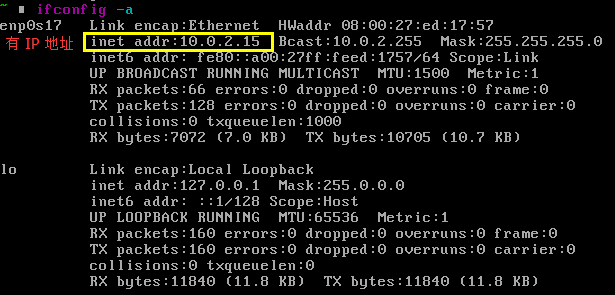 ~ ifconfig -a
enp0s17 Link encap:Ethernet HWaddr 08:00:27:ed:17:57
有 IP 地址 inet addr:10.0.2.15 Bcast:10.0.2.255 Mask:255.255.255.0
inet6 addr: fe80::a00:27ff:feed:1757/64 Scope:Link
UP BROADCAST RUNNING MULTICAST MTU:1500 Metric:1
RX packets:66 errors:0 dropped:0 overruns:0 frame:0
TX packets:128 errors:0 dropped:0 overruns:0 carrier:0
collisions:0 txqueuelen:1000
RX bytes:7072 (7.0 KB) TX bytes:10705 (10.7 KB)
lo Link encap:Local Loopback
inet addr:127.0.0.1 Mask:255.0.0.0
inet6 addr: ::1/128 Scope:Host
UP LOOPBACK RUNNING MTU:65536 Metric:1
RX packets:160 errors:0 dropped:0 overruns:0 frame:0
TX packets:160 errors:0 dropped:0 overruns:0 carrier:0
collisions:0 txqueuelen:0
RX bytes:11840 (11.8 KB) TX bytes:11840 (11.8 KB)